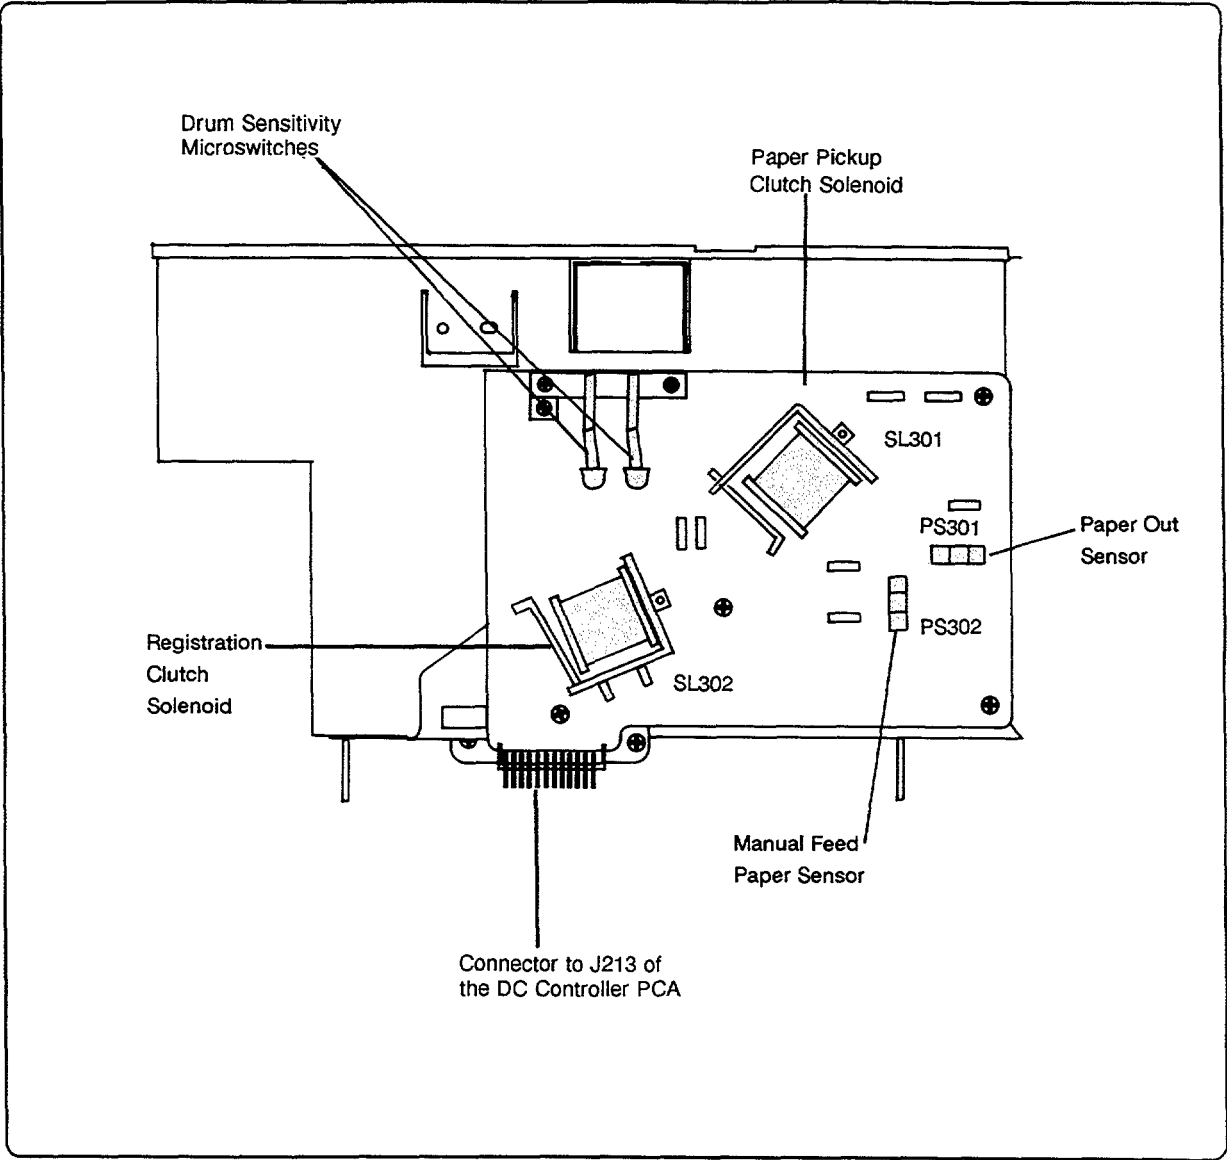 Drum Sensitivity
Microswitches
Paper Pickup
Clutch Solenoid
SL301
PS301
Paper Out
Sensor
PS302
Registration
Clutch
Solenoid
SL302
Manual Feed
Paper Sensor
Connector to J213 of
the DC Controller PCA